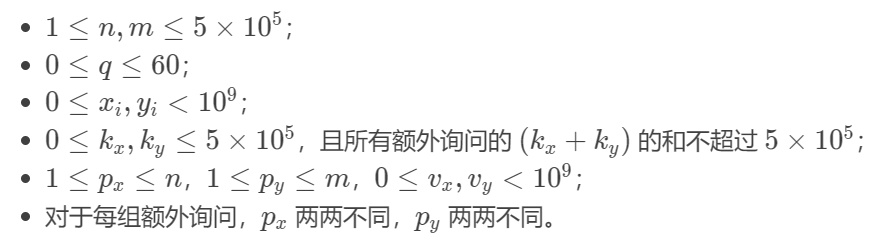 • 1 ≤ n, m ≤ 5 × 10⁵；
• 0 ≤ q ≤ 60；
• 0 ≤ xᵢ, yᵢ < 10⁹；
• 0 ≤ kₓ, k_y ≤ 5 × 10⁵，且所有额外询问的 (kₓ + k_y) 的和不超过 5 × 10⁵；
• 1 ≤ pₓ ≤ n，1 ≤ p_y ≤ m，0 ≤ vₓ, v_y < 10⁹；
• 对于每组额外询问，pₓ 两两不同，p_y 两两不同。